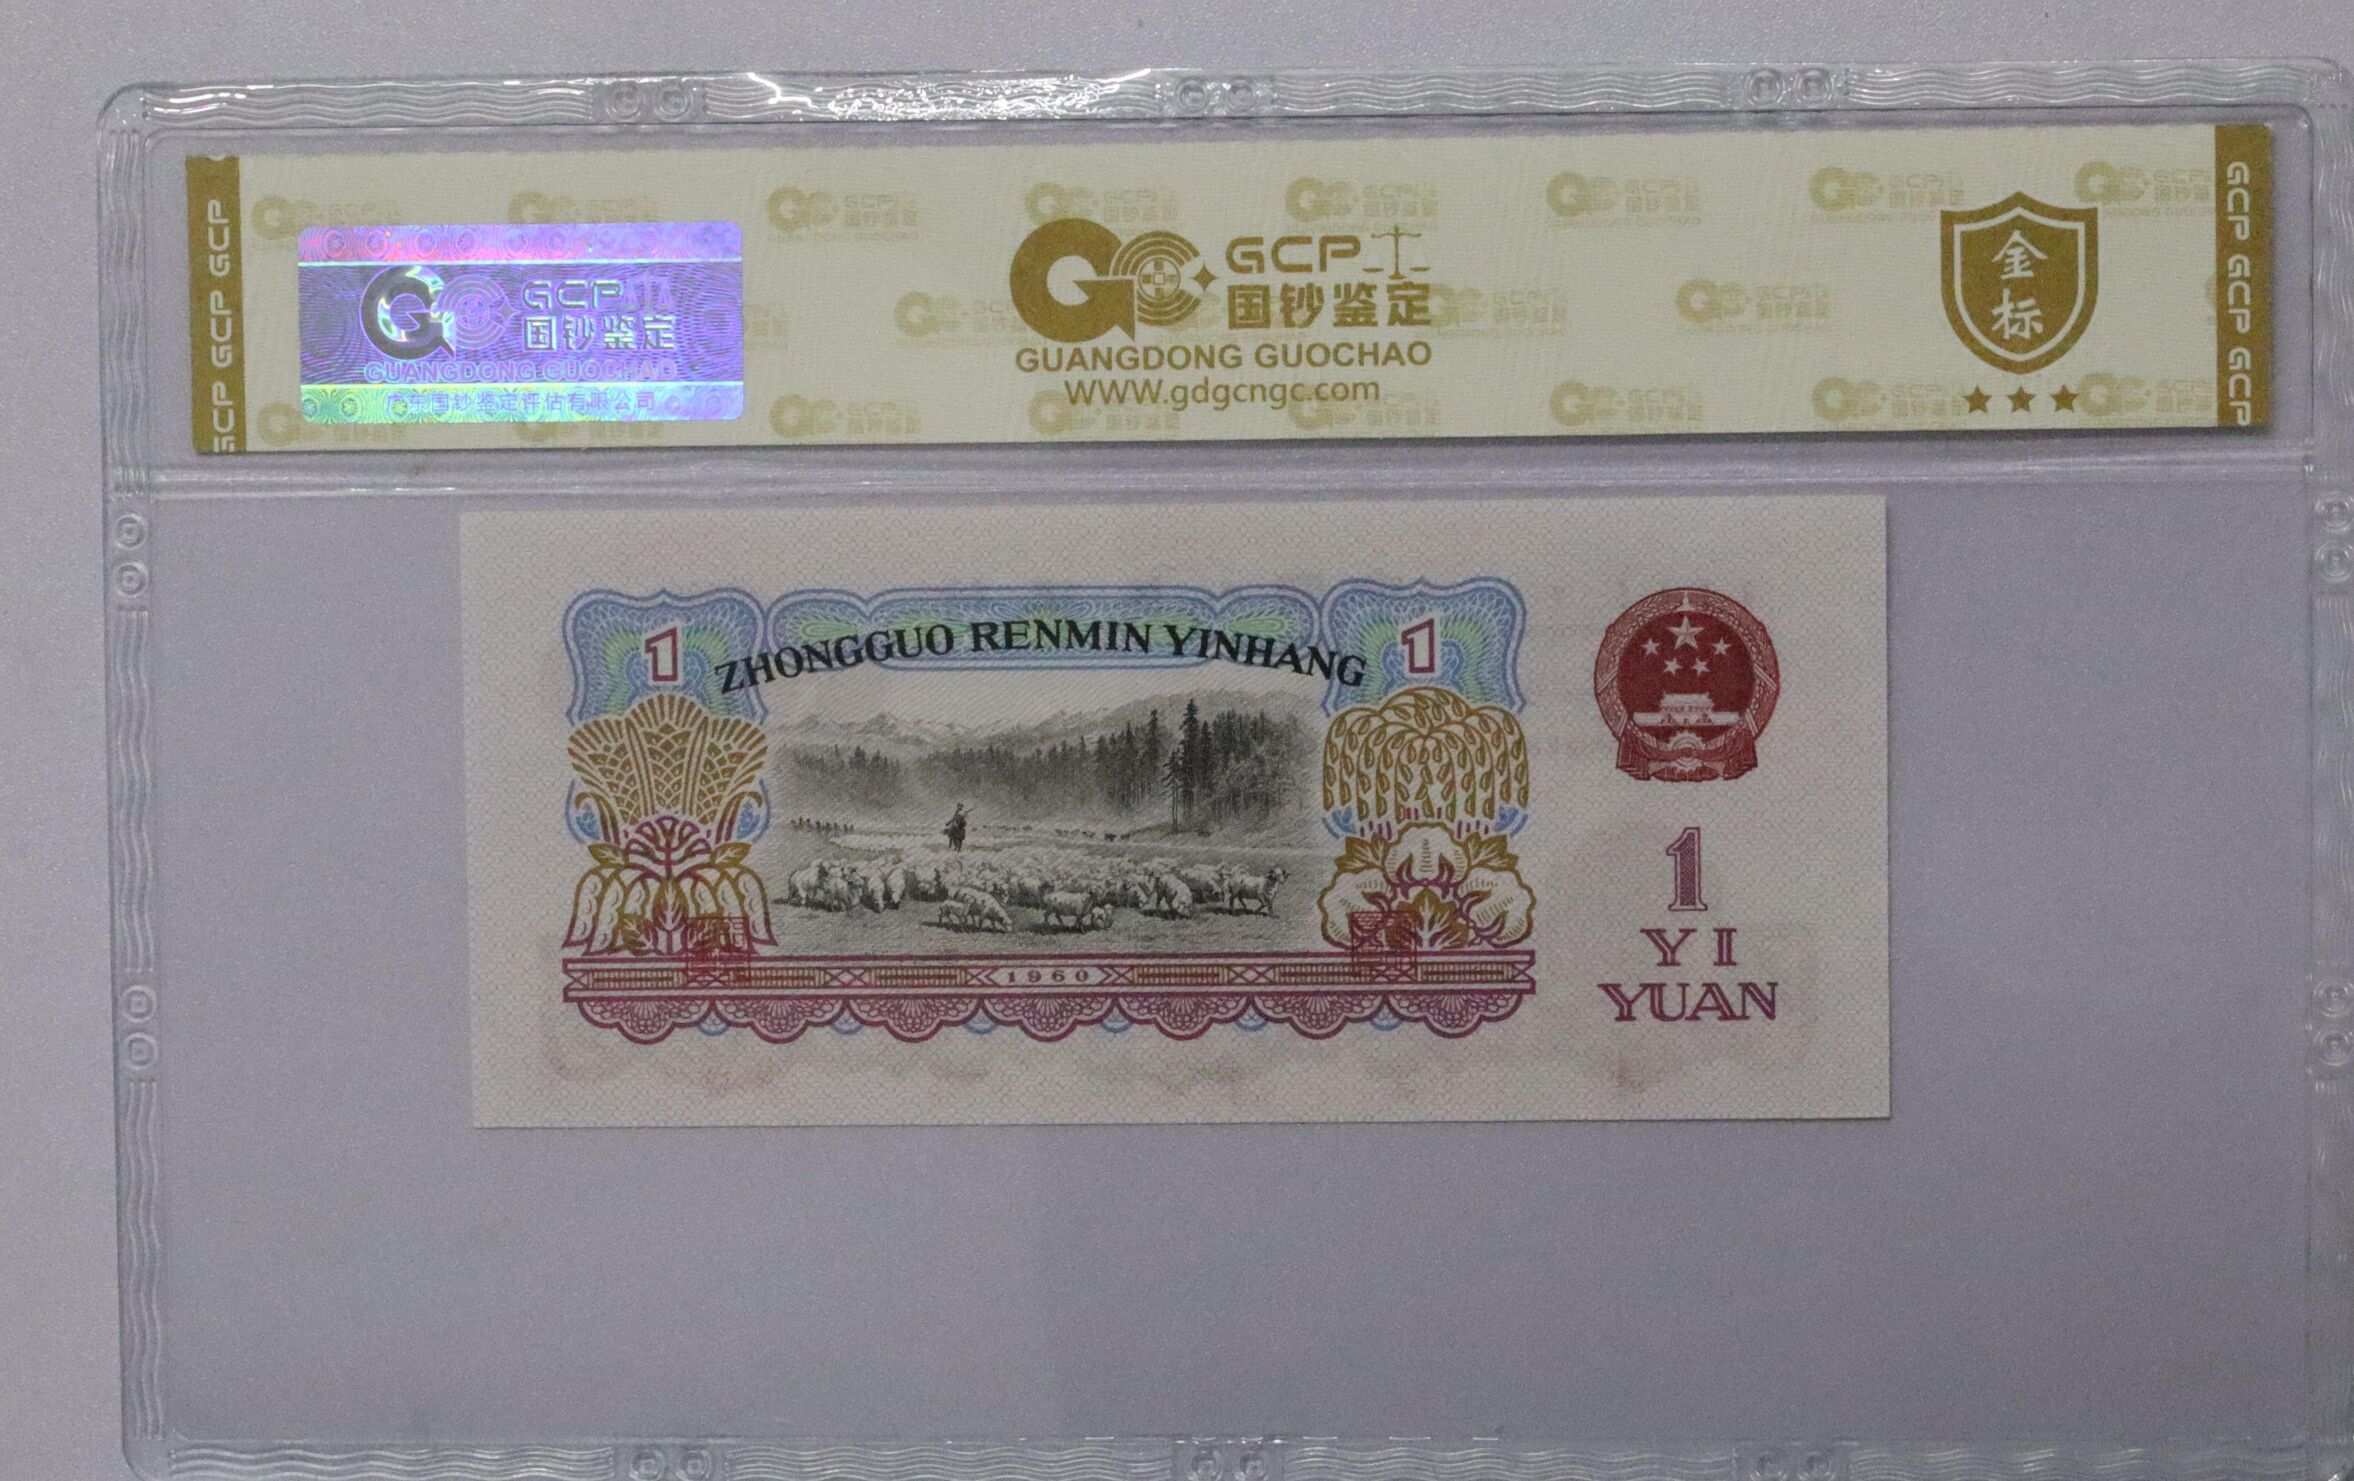 GCP GCP GCP
GCP
国钞鉴定
GUANGDONG GUOCHAO
广东国钞鉴定评估有限公司
GCP
国钞鉴定
GUANGDONG GUOCHAO
WWW.gdgcngc.com
金
标
GCP GCP GCP GCP
1
ZHONGGUO RENMIN YINHANG
1
1960
1
YI
YUAN